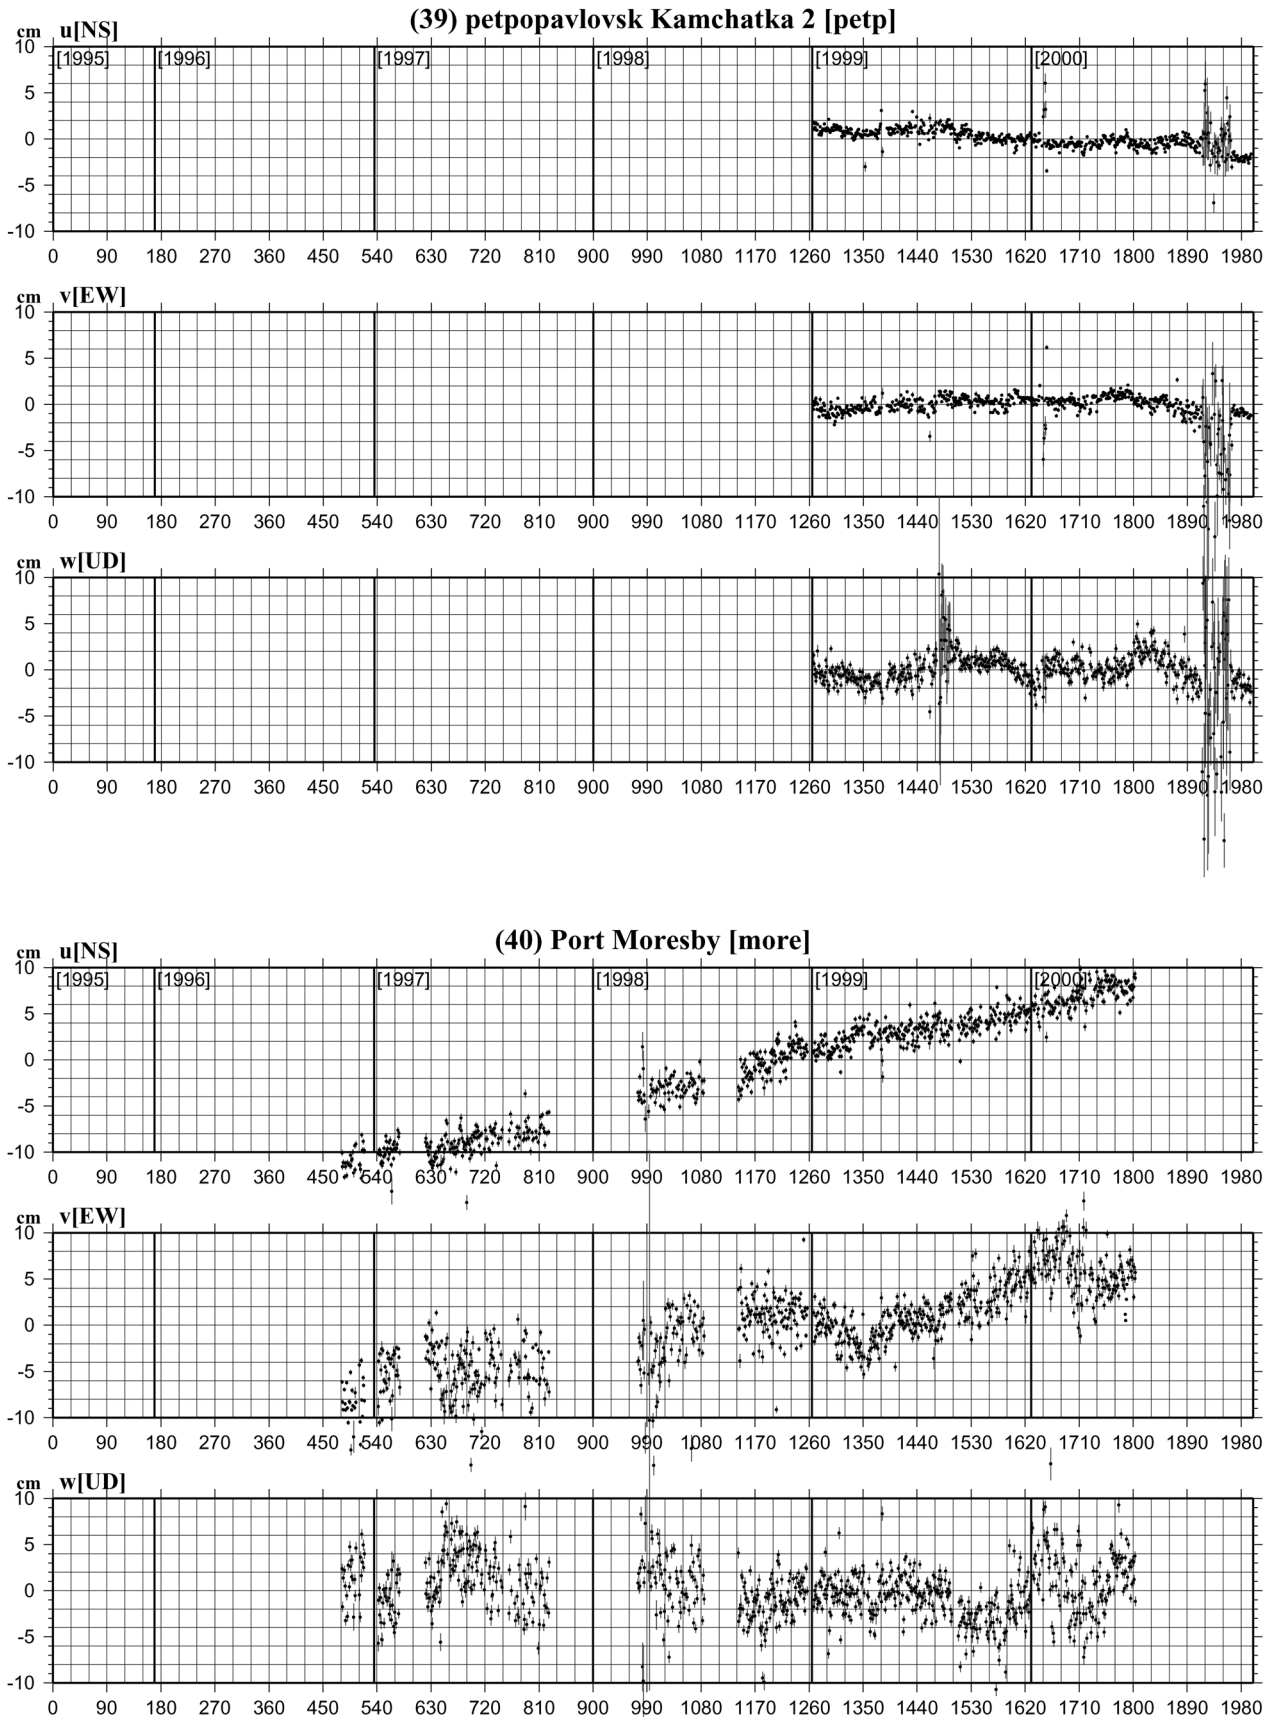 (39) petpopavlovsk Kamchatka 2 [petp]
cm u[NS]
[1995] [1996] [1997] [1998] [1999] [2000]
10
5
0
-5
-10
0 90 180 270 360 450 540 630 720 810 900 990 1080 1170 1260 1350 1440 1530 1620 1710 1800 1890 1980
cm v[EW]
10
5
0
-5
-10
0 90 180 270 360 450 540 630 720 810 900 990 1080 1170 1260 1350 1440 1530 1620 1710 1800 1890 1980
cm w[UD]
10
5
0
-5
-10
0 90 180 270 360 450 540 630 720 810 900 990 1080 1170 1260 1350 1440 1530 1620 1710 1800 1890 1980
(40) Port Moresby [more]
cm u[NS]
[1995] [1996] [1997] [1998] [1999] [2000]
10
5
0
-5
-10
0 90 180 270 360 450 540 630 720 810 900 990 1080 1170 1260 1350 1440 1530 1620 1710 1800 1890 1980
cm v[EW]
10
5
0
-5
-10
0 90 180 270 360 450 540 630 720 810 900 990 1080 1170 1260 1350 1440 1530 1620 1710 1800 1890 1980
cm w[UD]
10
5
0
-5
-10
0 90 180 270 360 450 540 630 720 810 900 990 1080 1170 1260 1350 1440 1530 1620 1710 1800 1890 1980